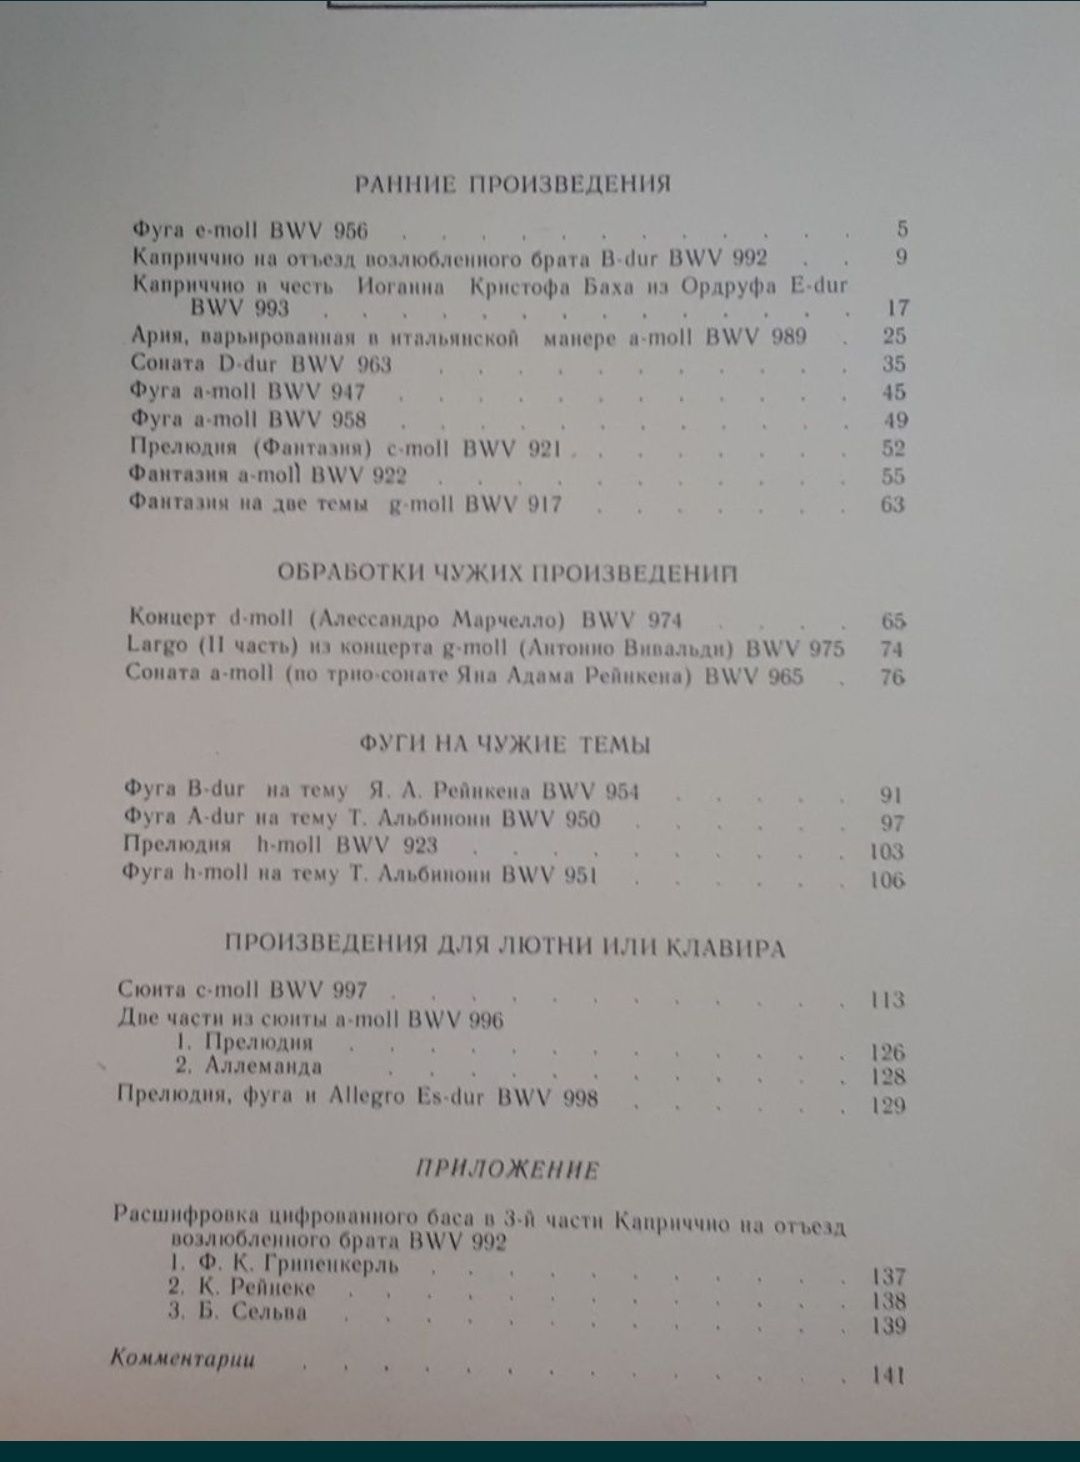 РАННИЕ ПРОИЗВЕДЕНИЯ
Фуга e-moll BWV 956 . . . . . . . . . . . . 5
Каприччио на отъезд возлюбленного брата B-dur BWV 992 . . 9
Каприччио в честь Иоганна Кристофа Баха из Ордруфа E-dur
BWV 993 . . . . . . . . . . . . . . 17
Ария, варьированная в итальянской манере a-moll BWV 989 . 25
Соната D-dur BWV 963 . . . . . . . . . . . 35
Фуга a-moll BWV 947 . . . . . . . . . . . . 45
Фуга a-moll BWV 958 . . . . . . . . . . . . 49
Прелюдия (Фантазия) c-moll BWV 921 . . . . . . . . 52
Фантазия a-moll BWV 922 . . . . . . . . . . . 55
Фантазия на две темы g-moll BWV 917 . . . . . . . 63
ОБРАБОТКИ ЧУЖИХ ПРОИЗВЕДЕНИЙ
Концерт d-moll (Алессандро Марчелло) BWV 974 . . . . 65
Largo (II часть) из концерта g-moll (Антонио Вивальди) BWV 975 74
Соната a-moll (по трио-сонате Яна Адама Рейнкена) BWV 965 . 76
ФУГИ НА ЧУЖИЕ ТЕМЫ
Фуга B-dur на тему Я. А. Рейнкена BWV 954 . . . . . 91
Фуга A-dur на тему Т. Альбинони BWV 950 . . . . . . 97
Прелюдия h-moll BWV 923 . . . . . . . . . . 103
Фуга h-moll на тему Т. Альбинони BWV 951 . . . . . . 106
ПРОИЗВЕДЕНИЯ ДЛЯ ЛЮТНИ ИЛИ КЛАВИРА
Сюита c-moll BWV 997 . . . . . . . . . . . . 113
Две части из сюиты a-moll BWV 996
1. Прелюдия . . . . . . . . . . . . . 126
2. Аллеманда . . . . . . . . . . . . 128
Прелюдия, фуга и Allegro Es-dur BWV 998 . . . . . . 129
ПРИЛОЖЕНИЕ
Расшифровка цифрованного баса в 3-й части Каприччио на отъезд
возлюбленного брата BWV 992
1. Ф. К. Грипенкерль . . . . . . . . . . . 137
2. К. Рейнеке . . . . . . . . . . . . . 138
3. Б. Сельва . . . . . . . . . . . . . 139
Комментарии . . . . . . . . . . . . . . 141